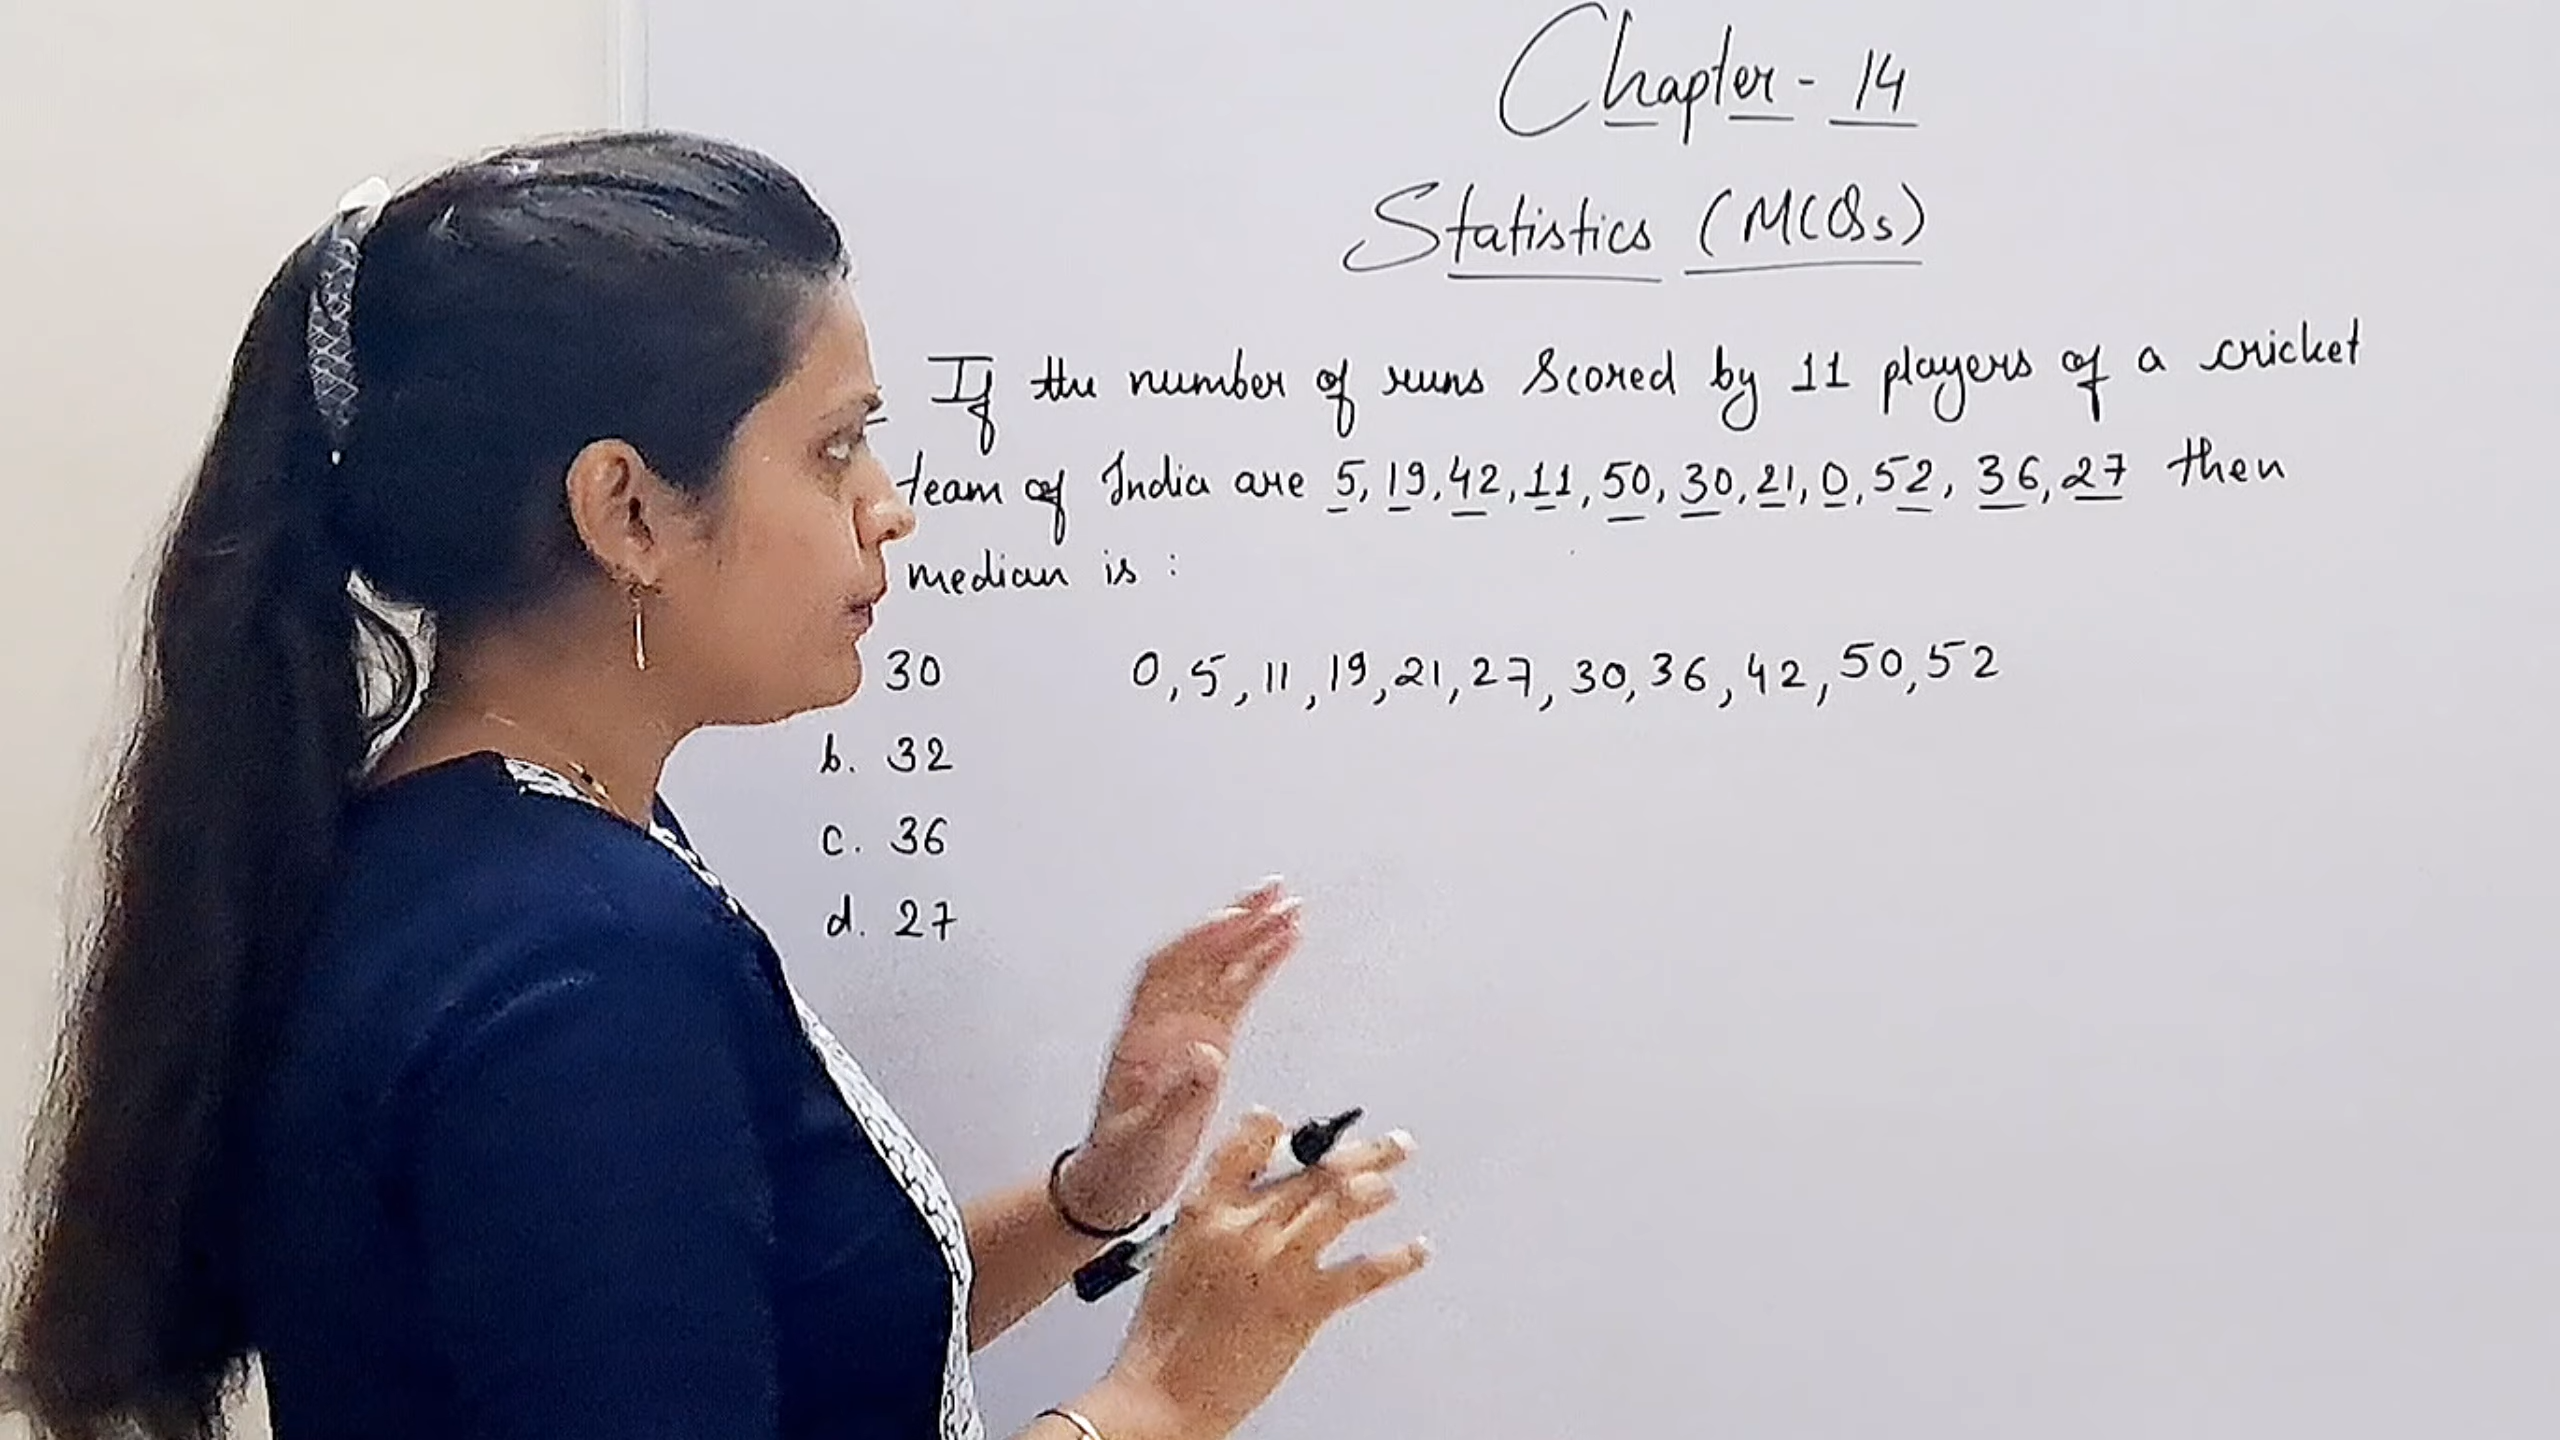 Chapter - 14
Statistics (MCQs)
If the number of runs Scored by 11 players of a cricket
team of India are 5, 19, 42, 11, 50, 30, 21, 0, 52, 36, 27 then
median is :
30
0, 5, 11, 19, 21, 27, 30, 36, 42, 50, 52
b. 32
c. 36
d. 27